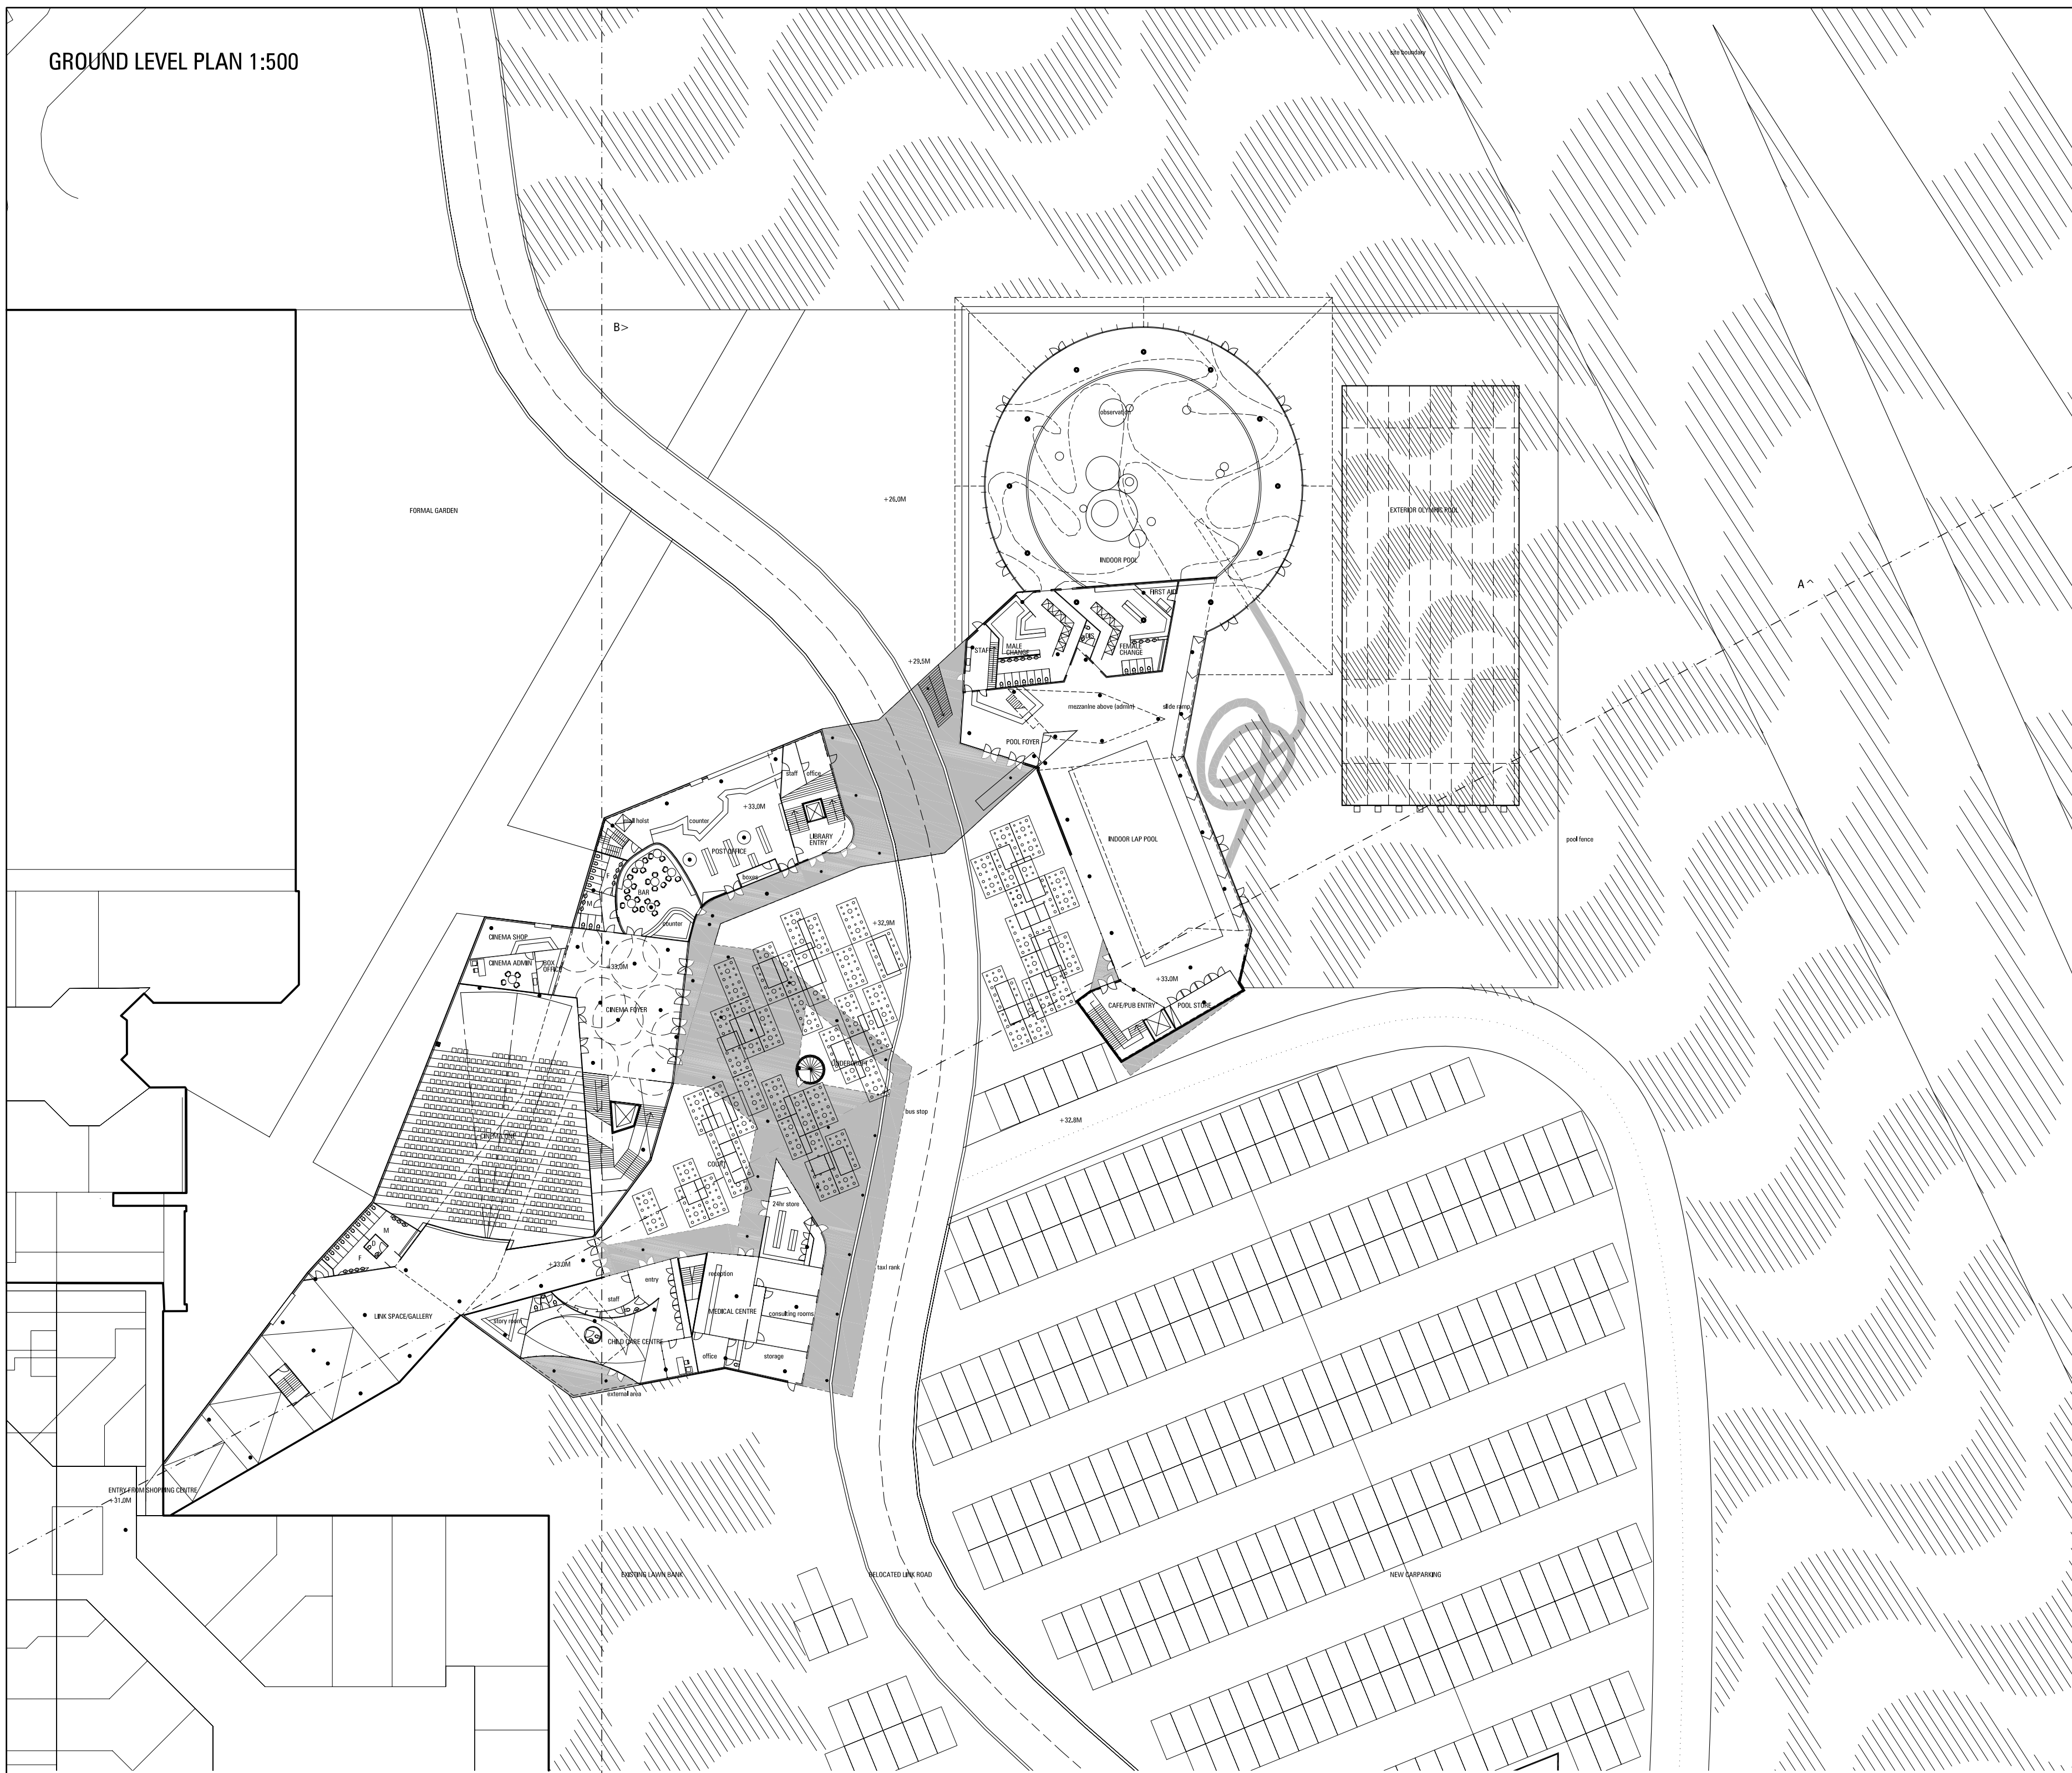 GROUND LEVEL PLAN 1:500
site boundary
B>
FORMAL GARDEN
+26.0M
observation
EXTERIOR OLYMPIC POOL
INDOOR POOL
A^
FIRST AID
STAFF
MALE
CHANGE
DIS
FEMALE
CHANGE
+29.5M
mezzanine above (admin)
slide ramp
POOL FOYER
staff
office
+33.0M
mail hoist
counter
LIBRARY
ENTRY
POST OFFICE
boxes
INDOOR LAP POOL
pool fence
F
BAR
M
counter
+32.9M
CINEMA SHOP
CINEMA ADMIN
BOX
OFFICE
+33.0M
+33.0M
CINEMA FOYER
CAFE/PUB ENTRY
POOL STORE
bus stop
+32.8M
COURT
24hr store
M
D
F
+33.0M
taxi rank
entry
reception
staff
LINK SPACE/GALLERY
story room
MEDICAL CENTRE
consulting rooms
CHILD CARE CENTRE
office
storage
external area
ENTRY FROM SHOPPING CENTRE
+31.0M
EXISTING LAWN BANK
RELOCATED LINK ROAD
NEW CARPARKING